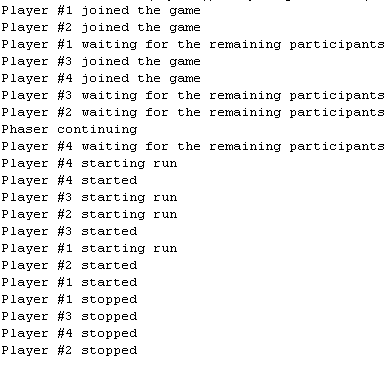 Player #1 joined the game
Player #2 joined the game
Player #1 waiting for the remaining participants
Player #3 joined the game
Player #4 joined the game
Player #3 waiting for the remaining participants
Player #2 waiting for the remaining participants
Phaser continuing
Player #4 waiting for the remaining participants
Player #4 starting run
Player #4 started
Player #3 starting run
Player #2 starting run
Player #3 started
Player #1 starting run
Player #2 started
Player #1 started
Player #1 stopped
Player #3 stopped
Player #4 stopped
Player #2 stopped